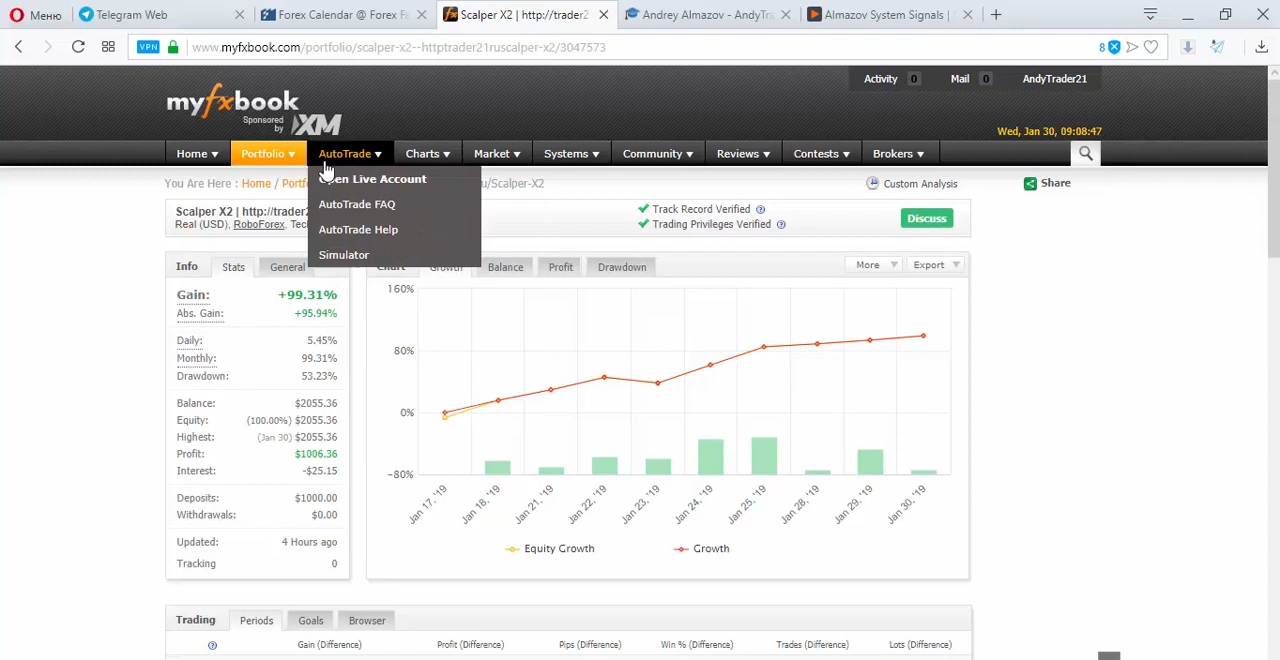 Меню
Telegram Web
Forex Calendar @ Forex F
Scalper X2 | http://trader2
Andrey Almazov - AndyTra
Almazov System Signals |
VPN
www.myfxbook.com/portfolio/scalper-x2--httptrader21ruscalper-x2/3047573
8
Activity 0
Mail 0
AndyTrader21
myfxbook
Sponsored by XM
Wed, Jan 30, 09:08:47
Home
Portfolio
AutoTrade
Charts
Market
Systems
Community
Reviews
Contests
Brokers
Open Live Account
AutoTrade FAQ
AutoTrade Help
Simulator
You Are Here : Home / Portf
u/Scalper-X2
Custom Analysis
Share
Scalper X2 | http://trader2
Real (USD), RoboForex, Tec
Track Record Verified
Trading Privileges Verified
Discuss
Info
Stats
General
Gain: +99.31%
Abs. Gain: +95.94%
Daily: 5.45%
Monthly: 99.31%
Drawdown: 53.23%
Balance: $2055.36
Equity: (100.00%) $2055.36
Highest: (Jan 30) $2055.36
Profit: $1006.36
Interest: -$25.15
Deposits: $1000.00
Withdrawals: $0.00
Updated: 4 Hours ago
Tracking 0
Chart
Growth
Balance
Profit
Drawdown
More
Export
160%
80%
0%
-80%
Jan 17, '19
Jan 18, '19
Jan 21, '19
Jan 22, '19
Jan 23, '19
Jan 24, '19
Jan 25, '19
Jan 28, '19
Jan 29, '19
Jan 30, '19
Equity Growth
Growth
Trading
Periods
Goals
Browser
Gain (Difference)
Profit (Difference)
Pips (Difference)
Win % (Difference)
Trades (Difference)
Lots (Difference)